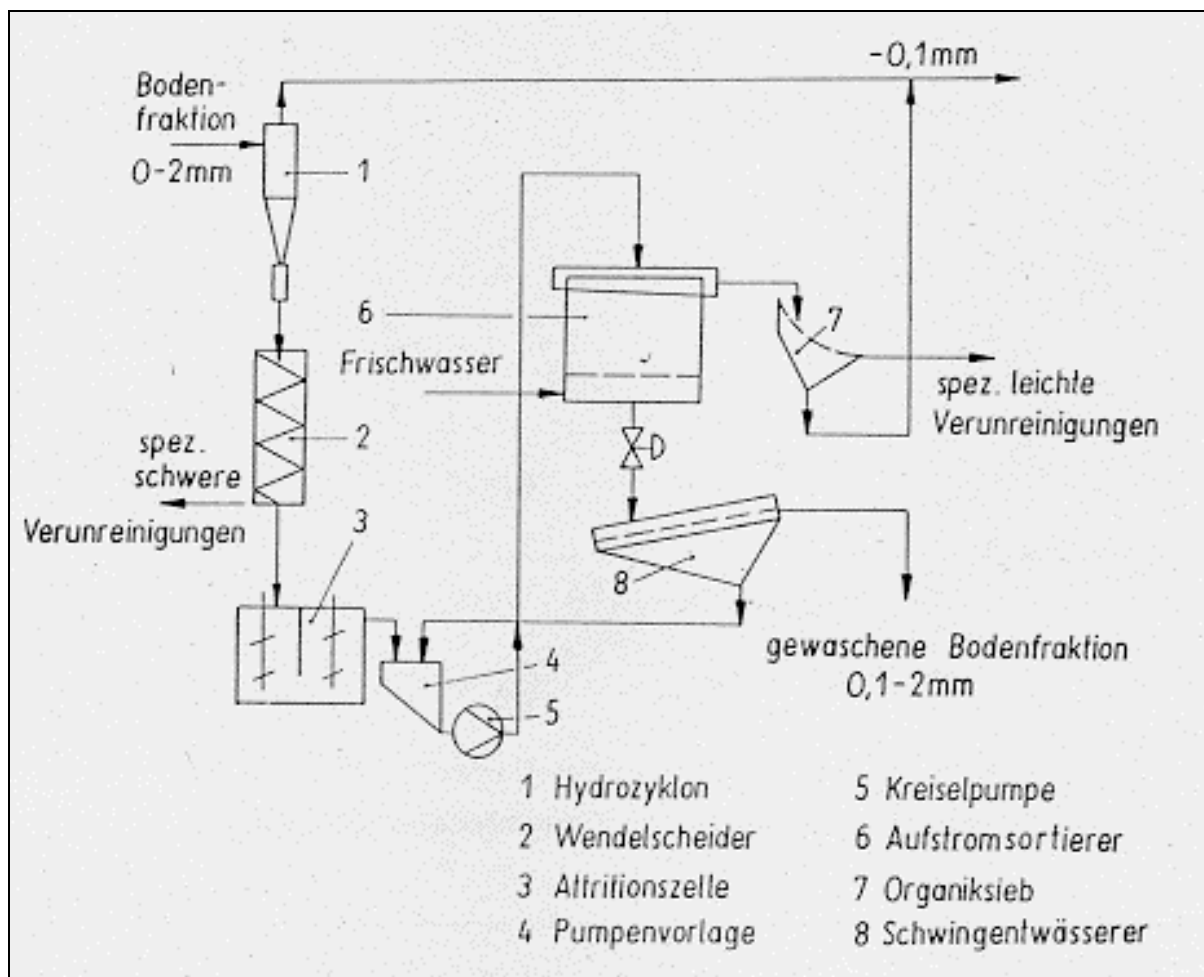 -0,1mm
Boden-
fraktion
0-2mm
1
6
7
Frischwasser
spez. leichte
Verunreinigungen
2
spez.
schwere
Verunreinigungen
3
8
4
5
gewaschene Bodenfraktion
0,1-2mm
1 Hydrozyklon
2 Wendelscheider
3 Attritionszelle
4 Pumpenvorlage
5 Kreiselpumpe
6 Aufstromsortierer
7 Organiksieb
8 Schwingentwässerer